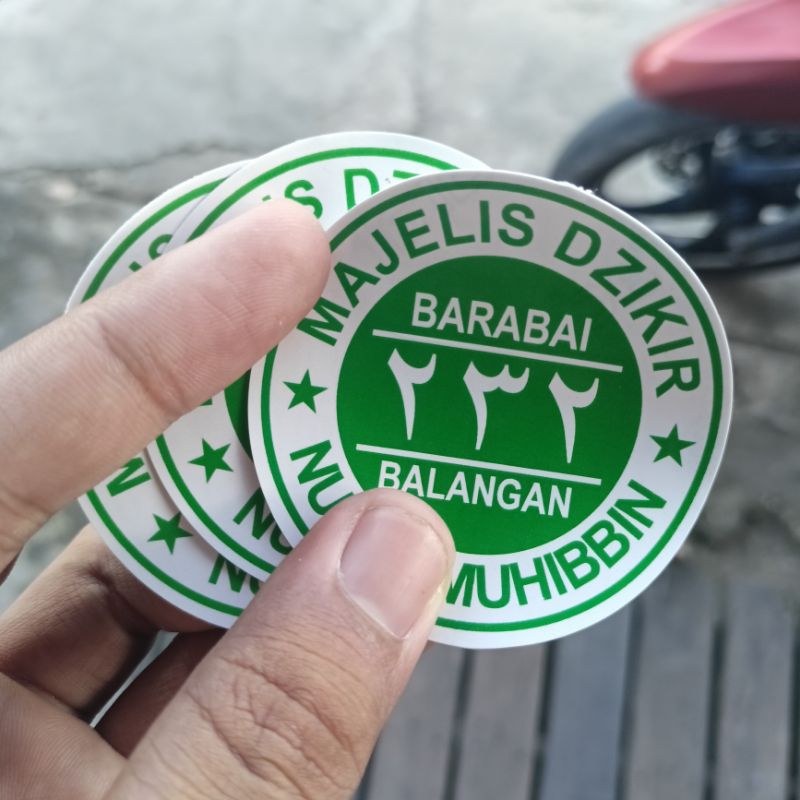 MAJELIS DZIKIR
BARABAI
٢٣٢
BALANGAN
MUHIBBIN